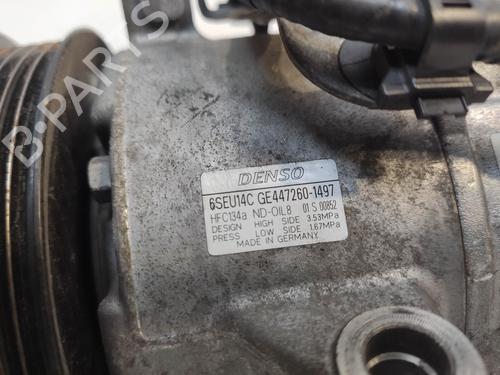 B-PARTS
DENSO
6SEU14C GE447260-1497
HFC134a ND-OIL8 01 S 00852
DESIGN HIGH SIDE 3.53MPa
PRESS LOW SIDE 1.67MPa
MADE IN GERMANY